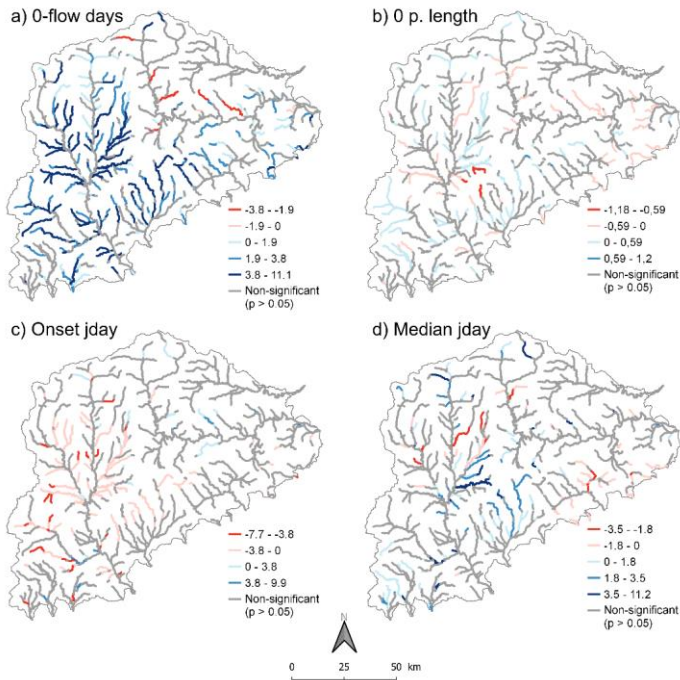 a) 0-flow days
-3.8 - -1.9
-1.9 - 0
0 - 1.9
1.9 - 3.8
3.8 - 11.1
Non-significant
(p > 0.05)
b) 0 p. length
-1,18 - -0,59
-0,59 - 0
0 - 0,59
0,59 - 1,2
Non-significant
(p > 0.05)
c) Onset jday
-7.7 - -3.8
-3.8 - 0
0 - 3.8
3.8 - 9.9
Non-significant
(p > 0.05)
d) Median jday
-3.5 - -1.8
-1.8 - 0
0 - 1.8
1.8 - 3.5
3.5 - 11.2
Non-significant
(p > 0.05)
N
0 25 50 km